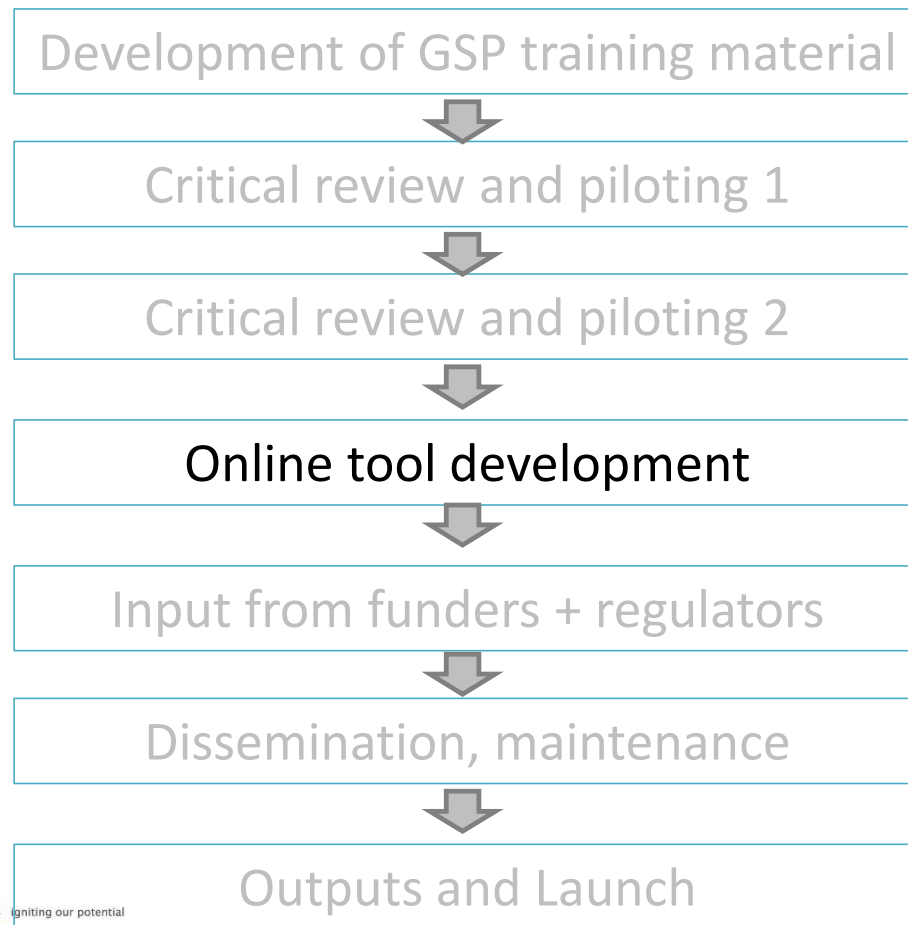 Development of GSP training material
Critical review and piloting 1
Critical review and piloting 2
Online tool development
Input from funders + regulators
Dissemination, maintenance
Outputs and Launch
igniting our potential